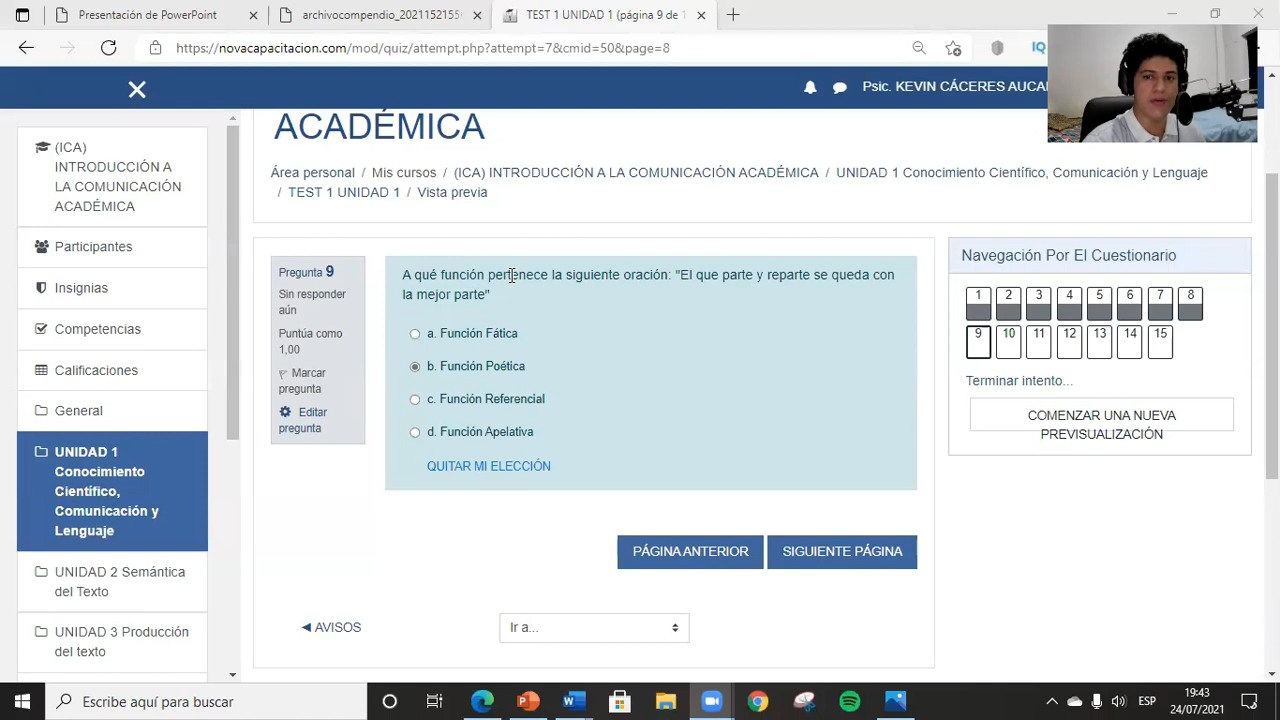 Presentación de PowerPoint
archivocompendio_2021152155
TEST 1 UNIDAD 1 (página 9 de 1
https://novacapacitacion.com/mod/quiz/attempt.php?attempt=7&cmid=50&page=8
IQ
Psic. KEVIN CÁCERES AUCA
(ICA)
INTRODUCCIÓN A
LA COMUNICACIÓN
ACADÉMICA
Participantes
Insignias
Competencias
Calificaciones
General
UNIDAD 1
Conocimiento
Científico,
Comunicación y
Lenguaje
UNIDAD 2 Semántica
del Texto
UNIDAD 3 Producción
del texto
ACADÉMICA
Área personal / Mis cursos / (ICA) INTRODUCCIÓN A LA COMUNICACIÓN ACADÉMICA / UNIDAD 1 Conocimiento Científico, Comunicación y Lenguaje
/ TEST 1 UNIDAD 1 / Vista previa
Pregunta 9
Sin responder
aún
Puntúa como
1,00
Marcar
pregunta
Editar
pregunta
A qué función pertenece la siguiente oración: "El que parte y reparte se queda con
la mejor parte"
a. Función Fática
b. Función Poética
c. Función Referencial
d. Función Apelativa
QUITAR MI ELECCIÓN
PÁGINA ANTERIOR
SIGUIENTE PÁGINA
◀ AVISOS
Ir a...
Navegación Por El Cuestionario
1 2 3 4 5 6 7 8
9 10 11 12 13 14 15
Terminar intento...
COMENZAR UNA NUEVA
PREVISUALIZACIÓN
Escribe aquí para buscar
ESP
19:43
24/07/2021